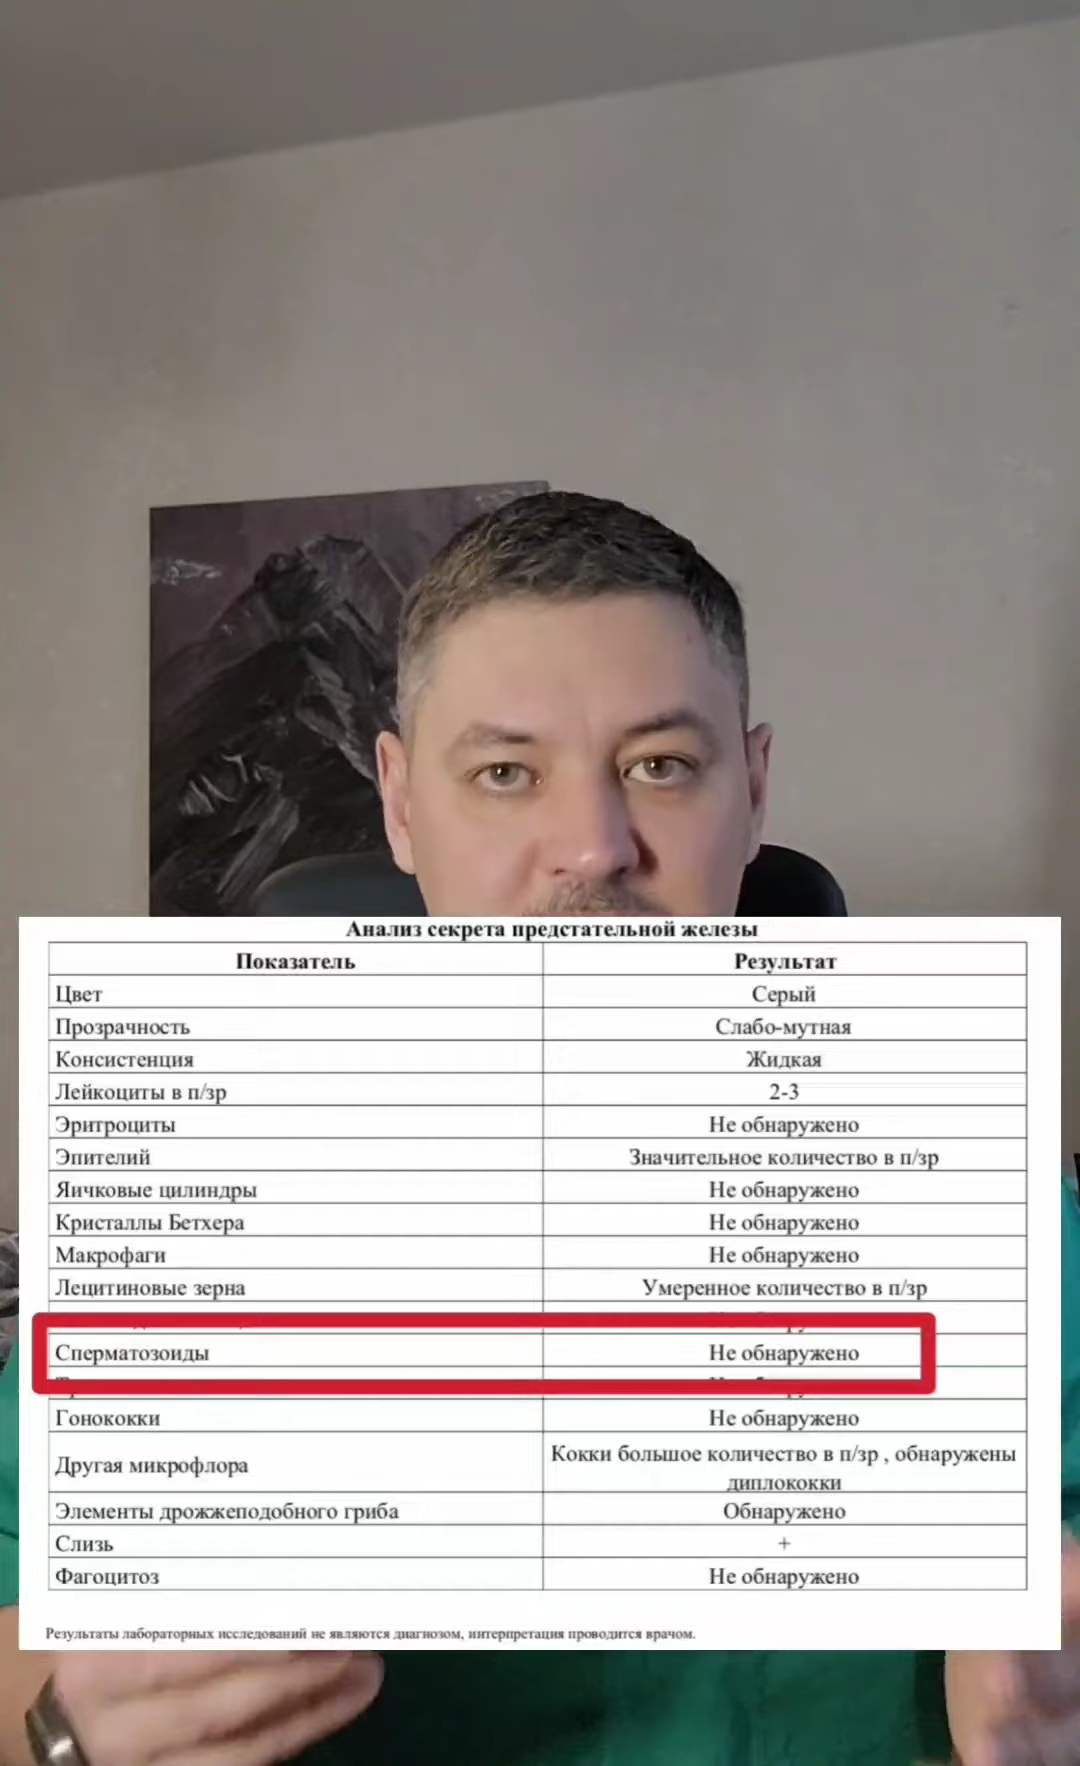 Анализ секрета предстательной железы
Показатель Результат
Цвет Серый
Прозрачность Слабо-мутная
Консистенция Жидкая
Лейкоциты в п/зр 2-3
Эритроциты Не обнаружено
Эпителий Значительное количество в п/зр
Яичковые цилиндры Не обнаружено
Кристаллы Бетхера Не обнаружено
Макрофаги Не обнаружено
Лецитиновые зерна Умеренное количество в п/зр
Сперматозоиды Не обнаружено
Гонококки Не обнаружено
Другая микрофлора Кокки большое количество в п/зр , обнаружены
диплококки
Элементы дрожжеподобного гриба Обнаружено
Слизь +
Фагоцитоз Не обнаружено
Результаты лабораторных исследований не являются диагнозом, интерпретация проводится врачом.